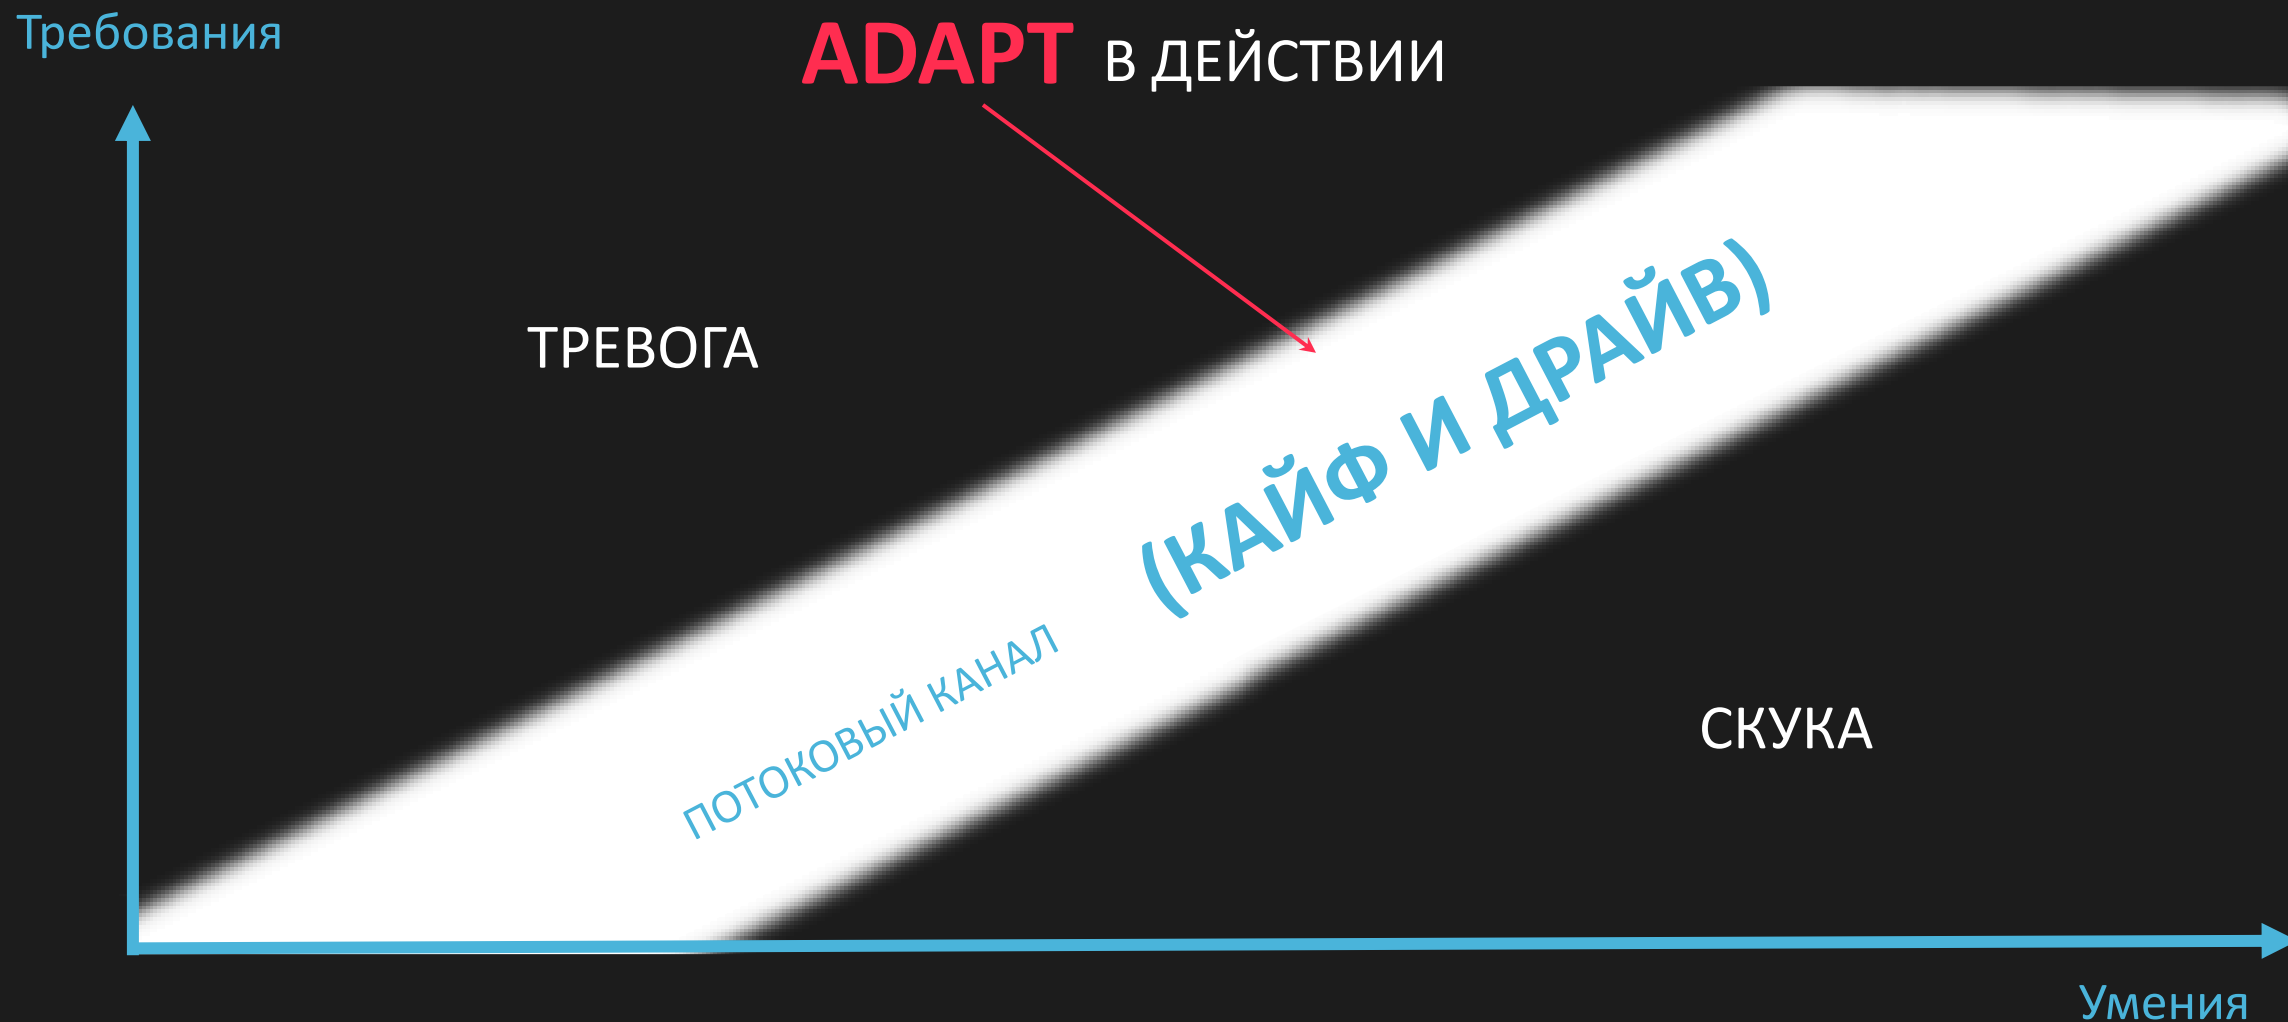 Требования
ADAPT В ДЕЙСТВИИ
ТРЕВОГА
(КАЙФ И ДРАЙВ)
ПОТОКОВЫЙ КАНАЛ
СКУКА
Умения